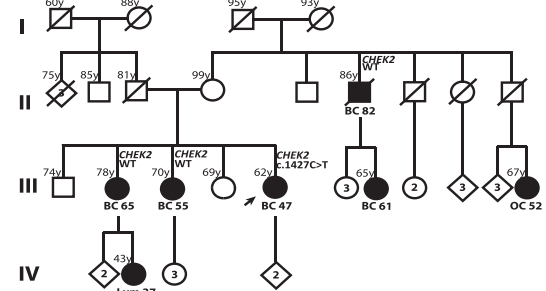 60y 88y 95y 93y
I
CHEK2
WT
75y 85y 81y 99y 86y
II
3
BC 82
CHEK2 CHEK2 CHEK2
WT WT c.1427C>T
74y 78y 70y 69y 62y 65y 67y
III
3 2 3 3
BC 65 BC 55 BC 47 BC 61 OC 52
43y
IV
2 3 2